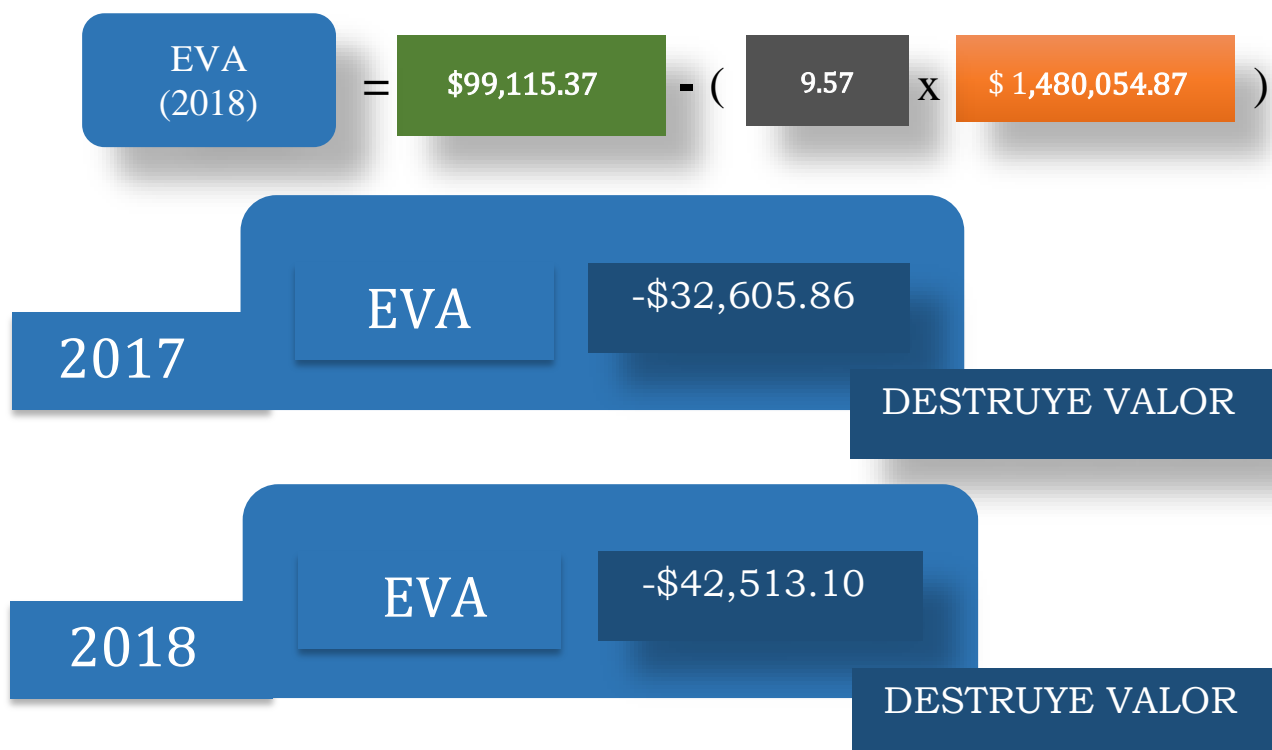 EVA
(2018)
= $99,115.37 - ( 9.57 x $ 1,480,054.87 )
EVA
-$32,605.86
2017
DESTRUYE VALOR
EVA
-$42,513.10
2018
DESTRUYE VALOR